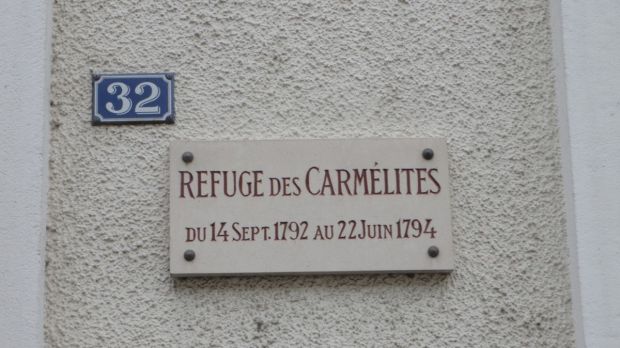 32
REFUGE DES CARMÉLITES
DU 14 SEPT. 1792 AU 22 JUIN 1794